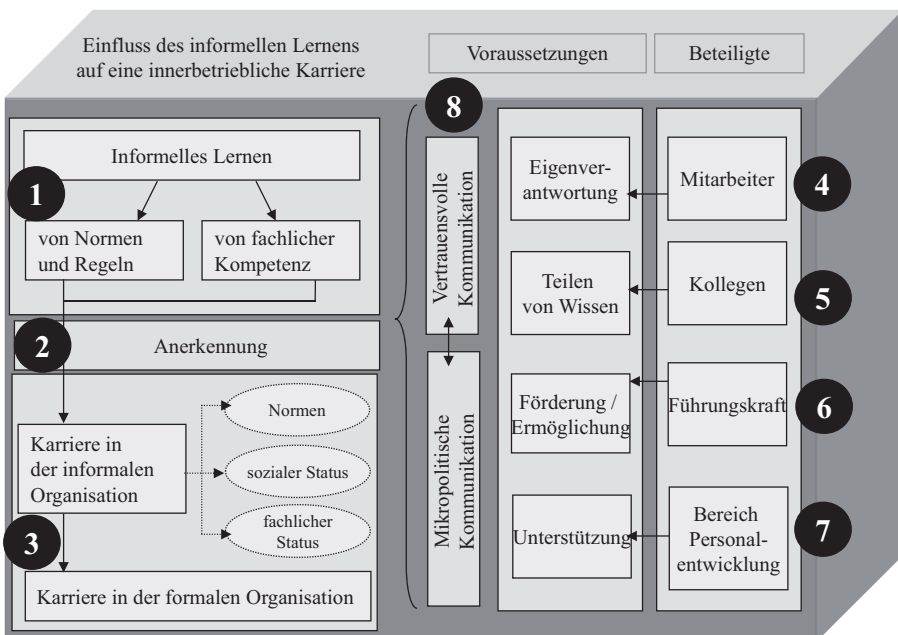 Einfluss des informellen Lernens
auf eine innerbetriebliche Karriere
Voraussetzungen
Beteiligte
8
Informelles Lernen
1
von Normen
und Regeln
von fachlicher
Kompetenz
2
Anerkennung
Karriere in
der informalen
Organisation
Normen
sozialer Status
fachlicher
Status
3
Karriere in der formalen Organisation
Vertrauensvolle
Kommunikation
Mikropolitische
Kommunikation
Eigenver-
antwortung
Mitarbeiter
4
Teilen
von Wissen
Kollegen
5
Förderung /
Ermöglichung
Führungskraft
6
Unterstützung
Bereich
Personal-
entwicklung
7